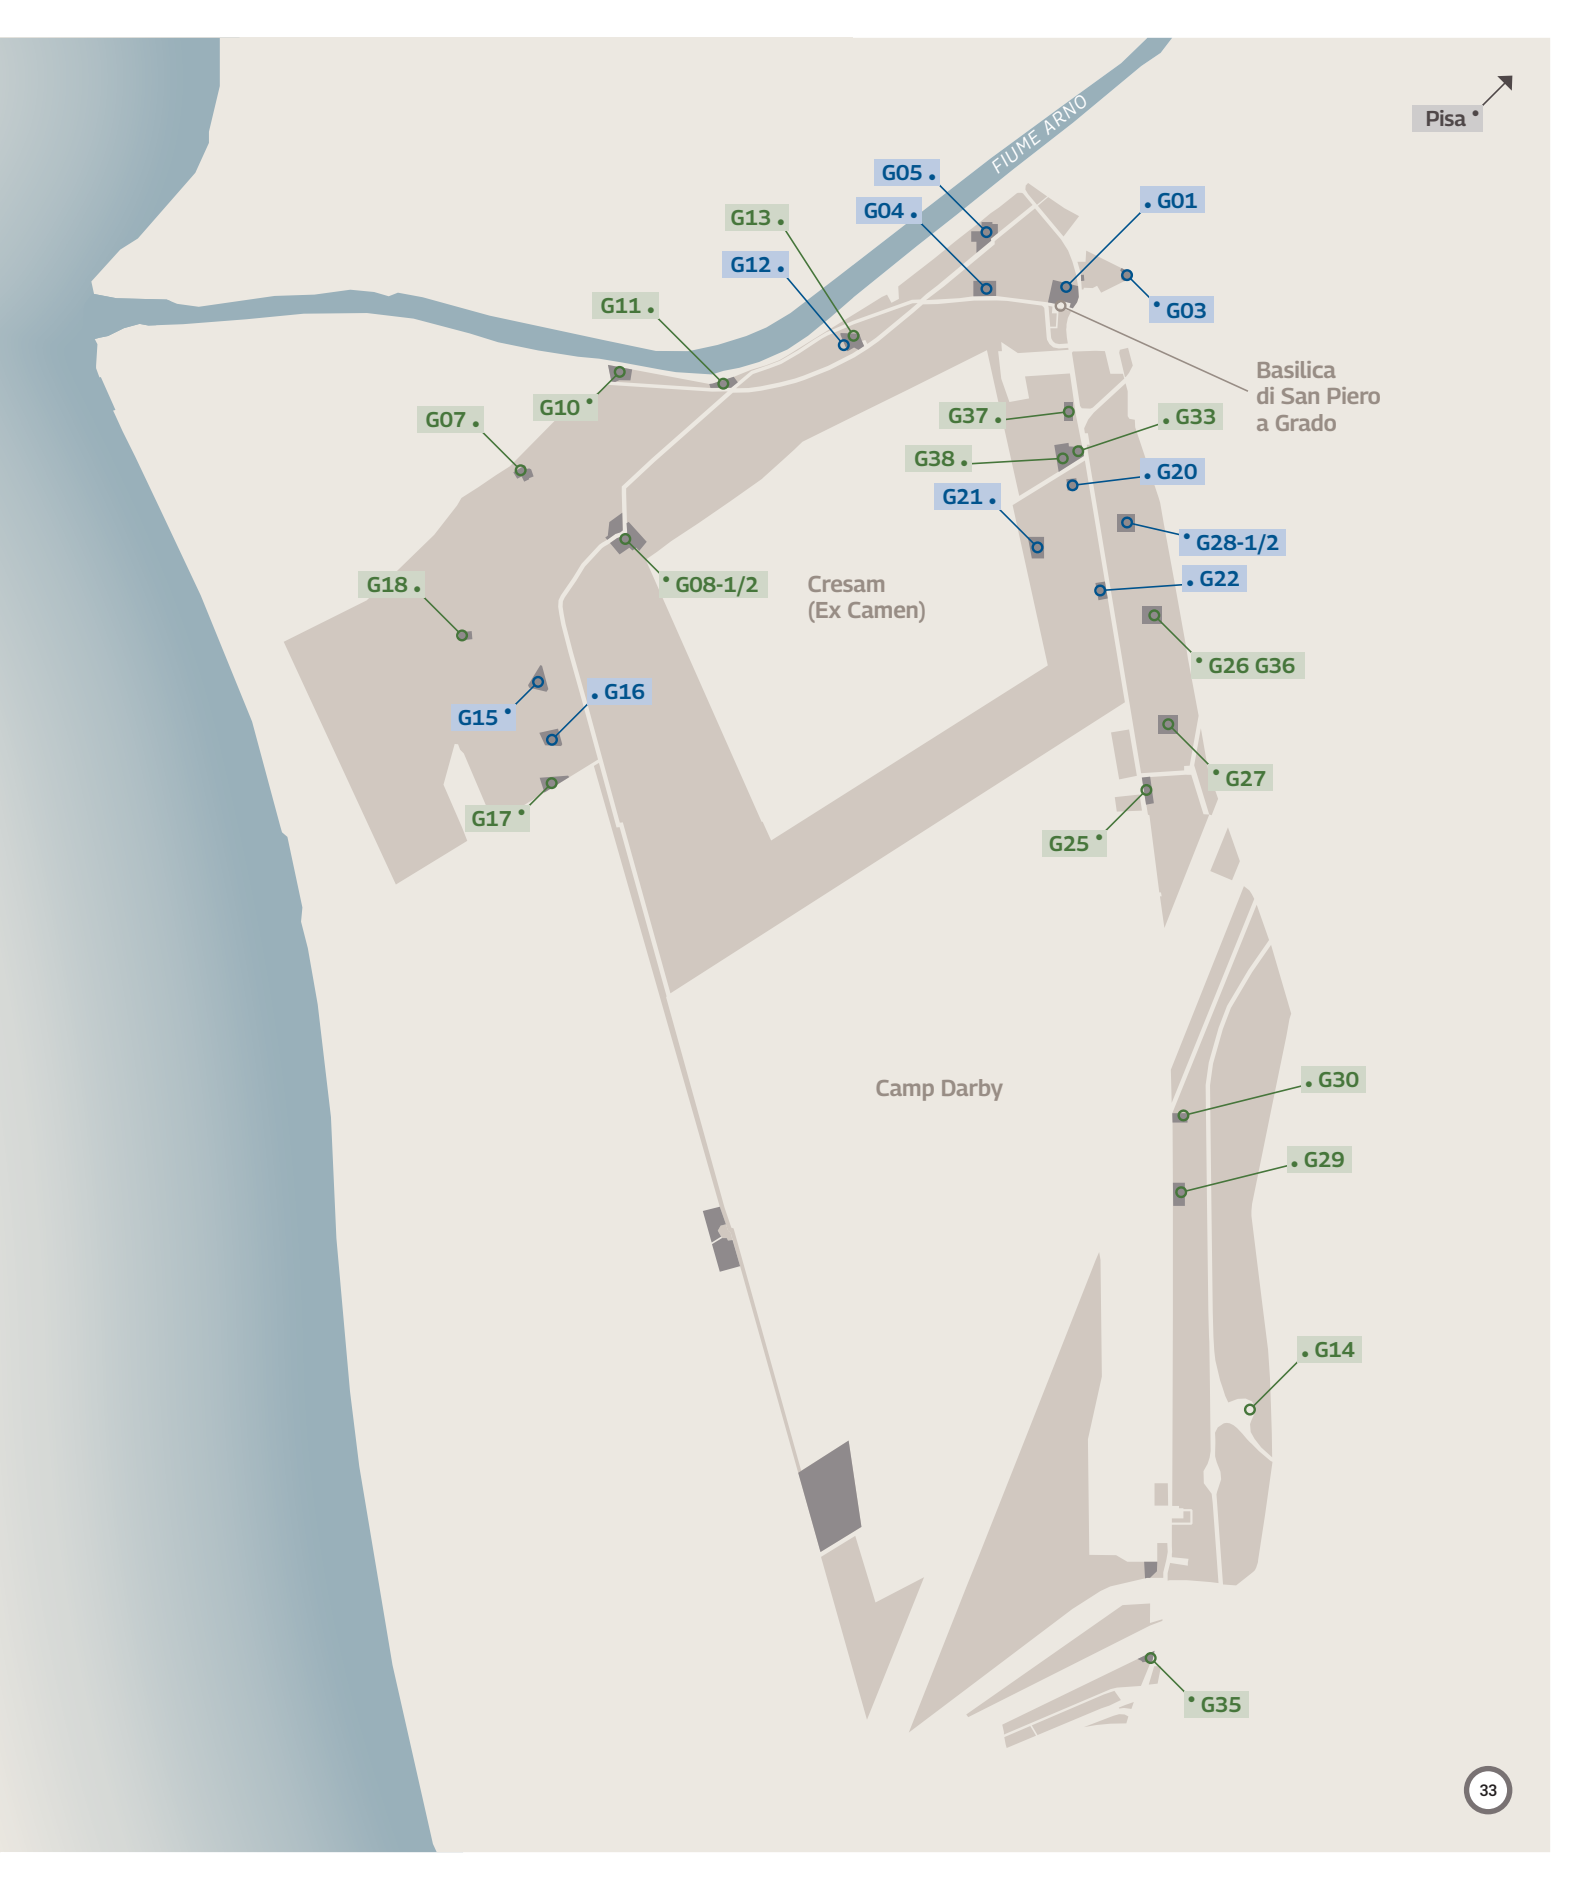 Pisa
FIUME ARNO
G05
G04
G01
G13
G12
G03
G11
Basilica
di San Piero
a Grado
G10
G07
G37
G33
G38
G20
G21
G28-1/2
G22
G18
G08-1/2
Cresam
(Ex Camen)
G26 G36
G16
G15
G27
G17
G25
G30
Camp Darby
G29
G14
G35
33